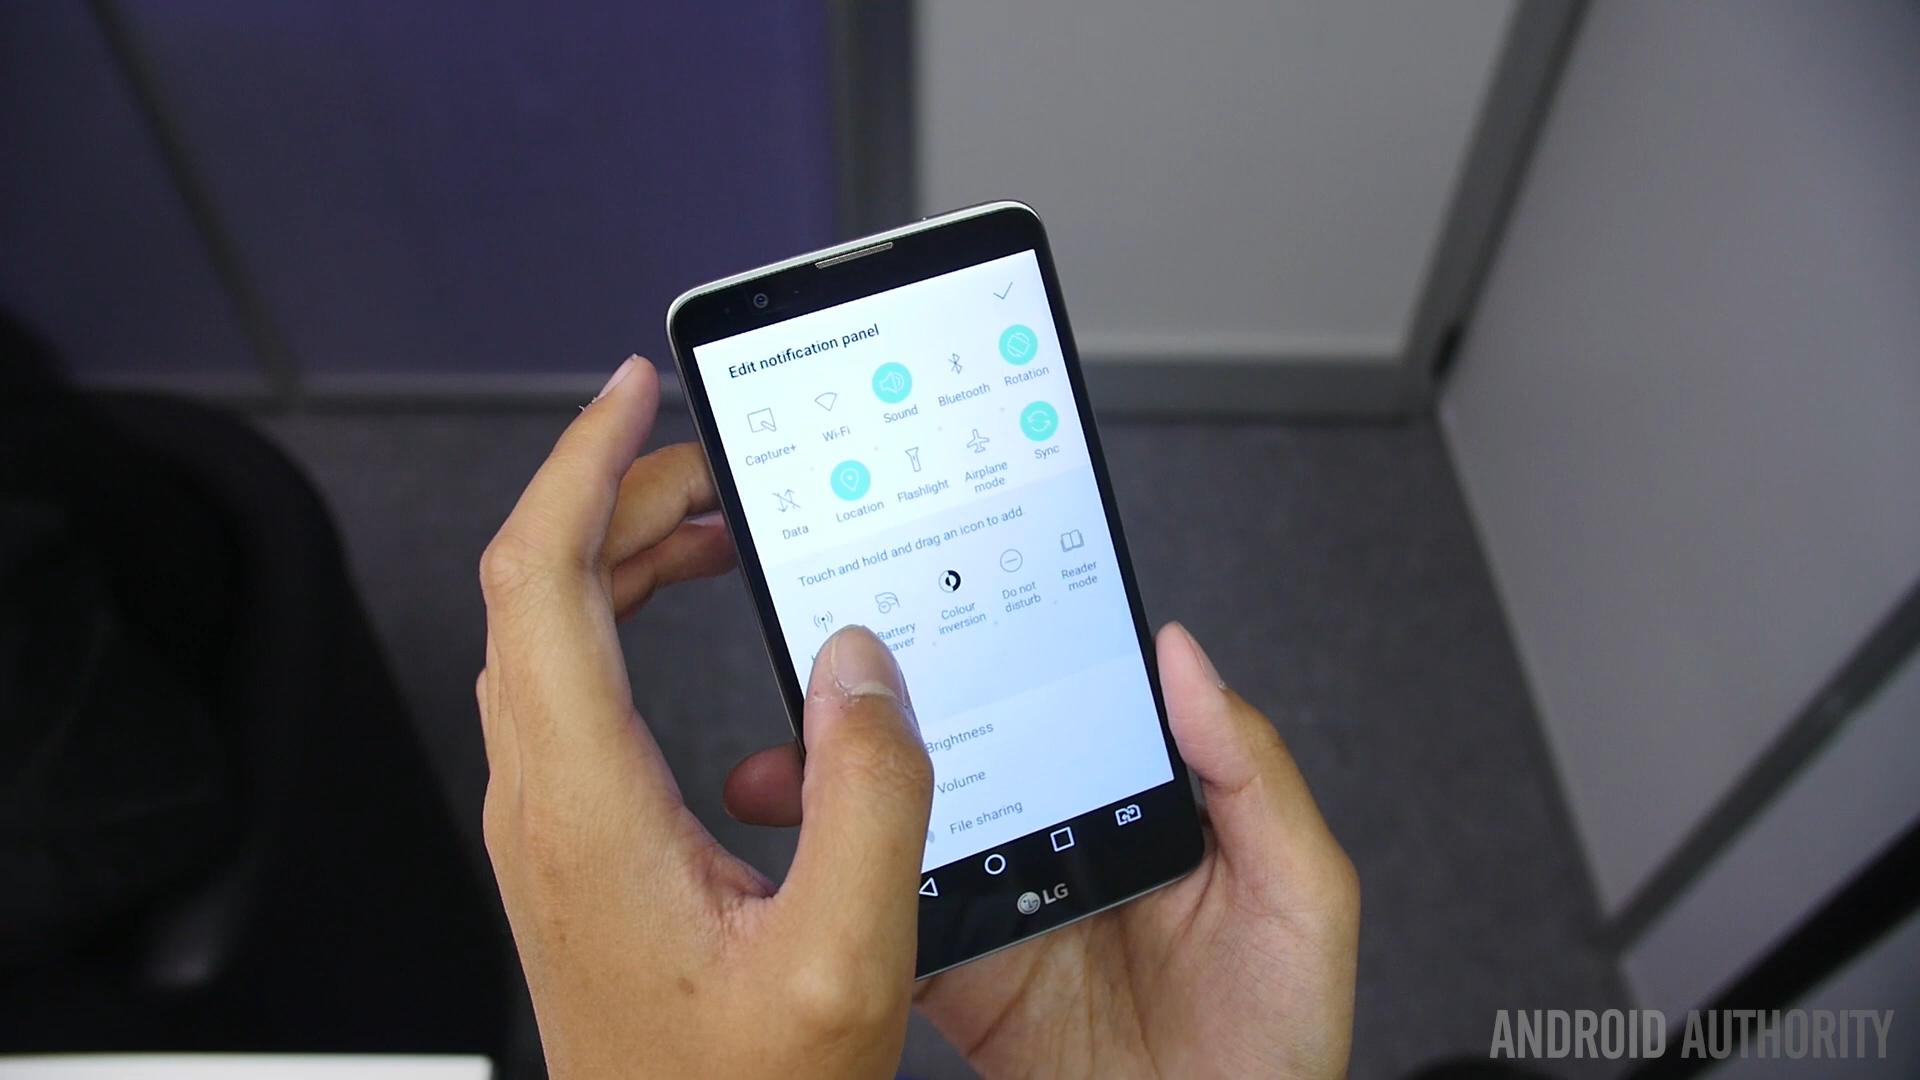 Edit notification panel
Capture+
Wi-Fi
Sound
Bluetooth
Rotation
Data
Location
Flashlight
Airplane
mode
Sync
Touch and hold and drag an icon to add.
Battery
saver
Colour
inversion
Do not
disturb
Reader
mode
Brightness
Volume
File sharing
LG
ANDROID AUTHORITY